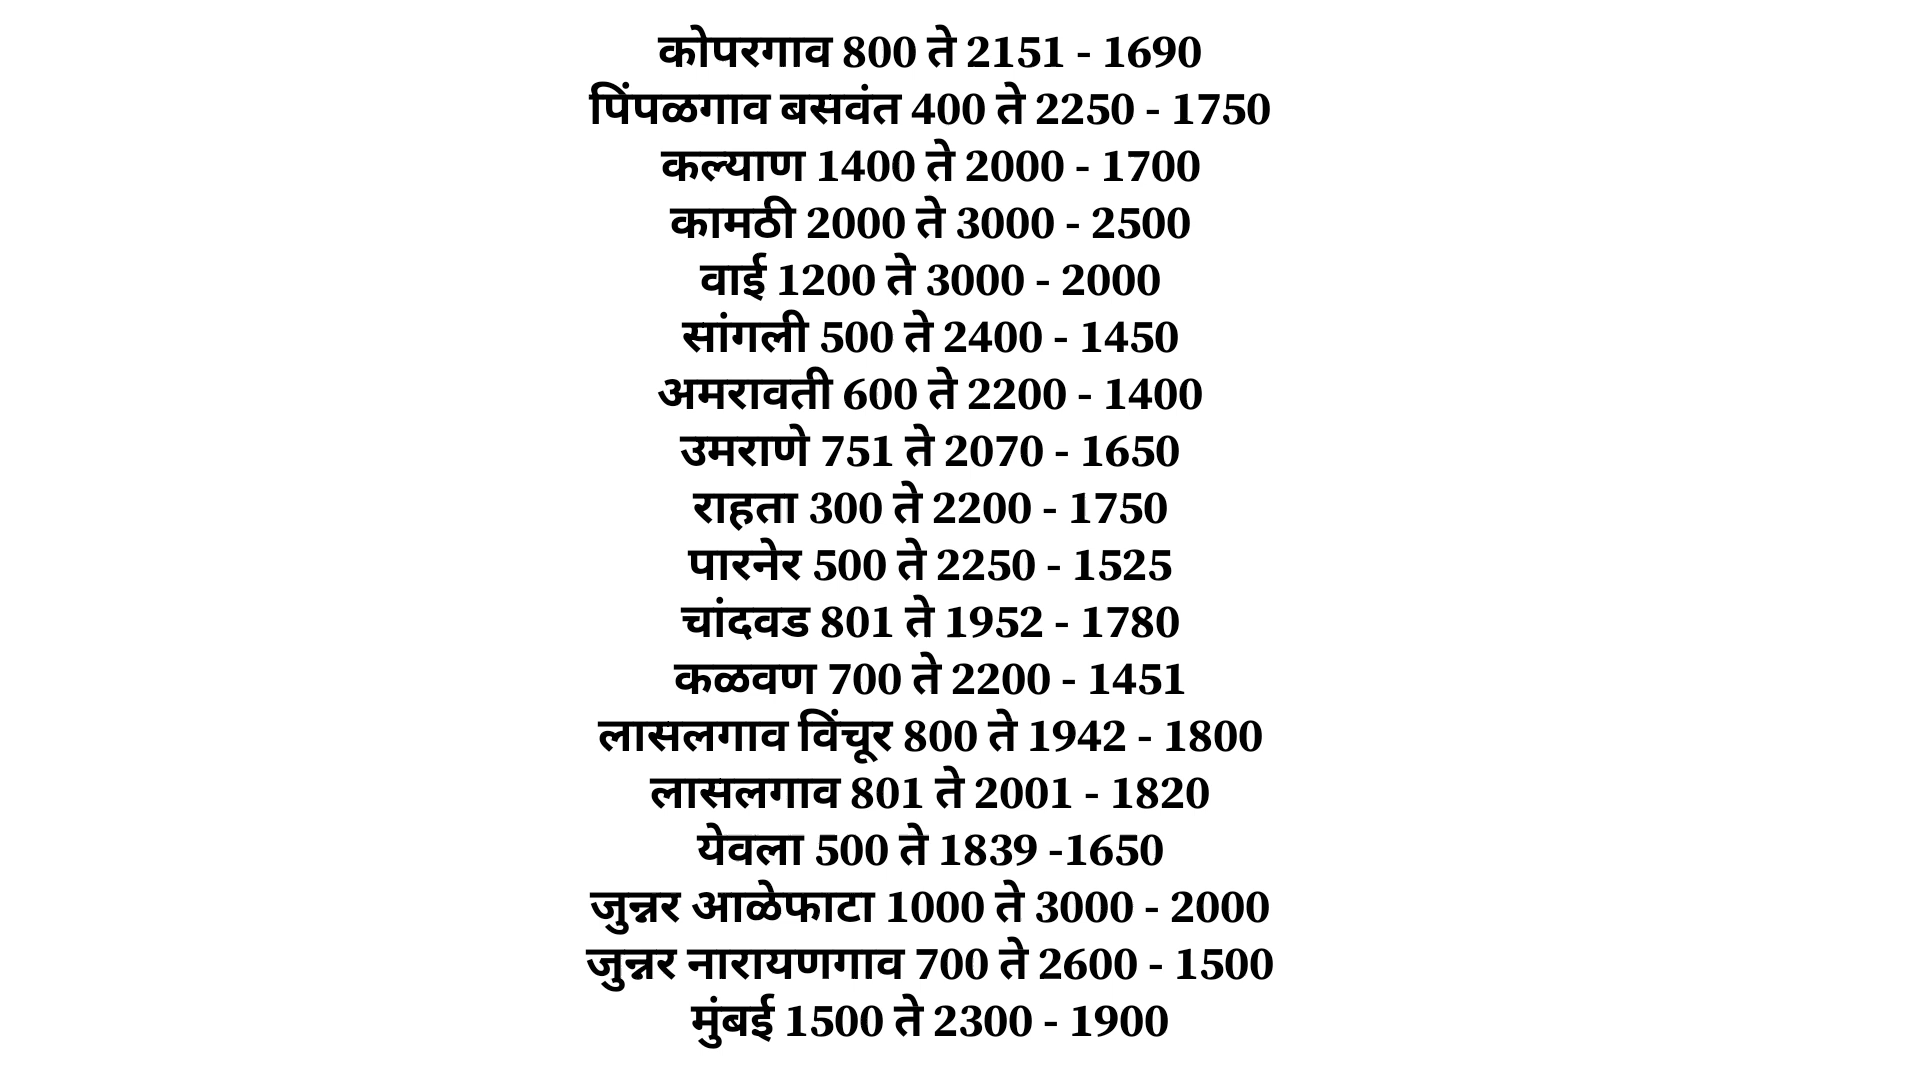 कोपरगाव 800 ते 2151 - 1690
पिंपळगाव बसवंत 400 ते 2250 - 1750
कल्याण 1400 ते 2000 - 1700
कामठी 2000 ते 3000 - 2500
वाई 1200 ते 3000 - 2000
सांगली 500 ते 2400 - 1450
अमरावती 600 ते 2200 - 1400
उमराणे 751 ते 2070 - 1650
राहता 300 ते 2200 - 1750
पारनेर 500 ते 2250 - 1525
चांदवड 801 ते 1952 - 1780
कळवण 700 ते 2200 - 1451
लासलगाव विंचूर 800 ते 1942 - 1800
लासलगाव 801 ते 2001 - 1820
येवला 500 ते 1839 -1650
जुन्नर आळेफाटा 1000 ते 3000 - 2000
जुन्नर नारायणगाव 700 ते 2600 - 1500
मुंबई 1500 ते 2300 - 1900